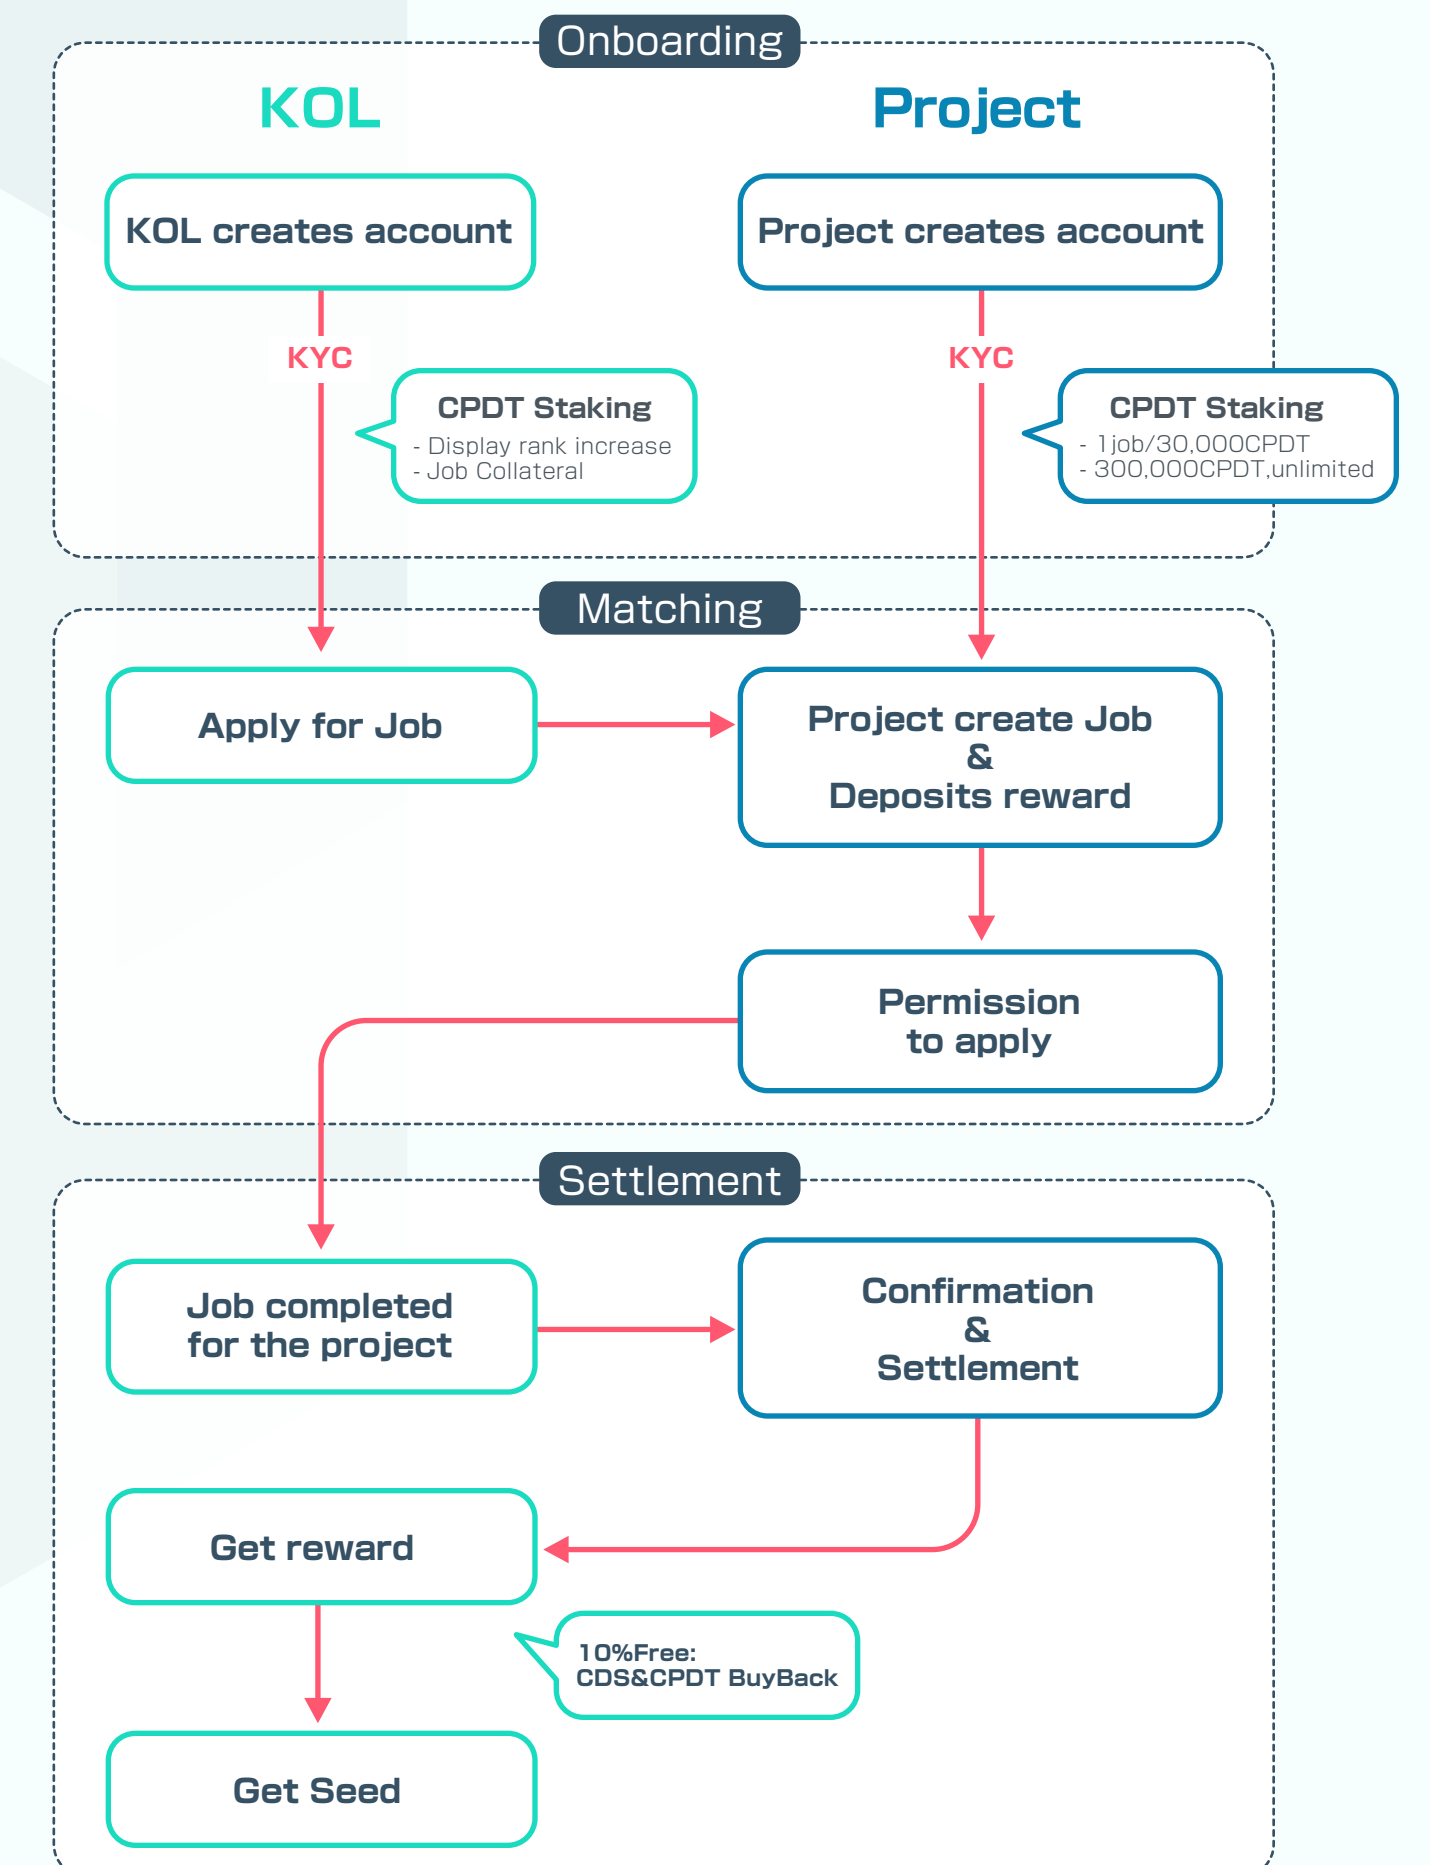 Onboarding
KOL
Project
KOL creates account
Project creates account
KYC
KYC
CPDT Staking
- Display rank increase
- Job Collateral
CPDT Staking
- 1job/30,000CPDT
- 300,000CPDT,unlimited
Matching
Apply for Job
Project create Job
&
Deposits reward
Permission
to apply
Settlement
Job completed
for the project
Confirmation
&
Settlement
Get reward
10%Free:
CDS&CPDT BuyBack
Get Seed